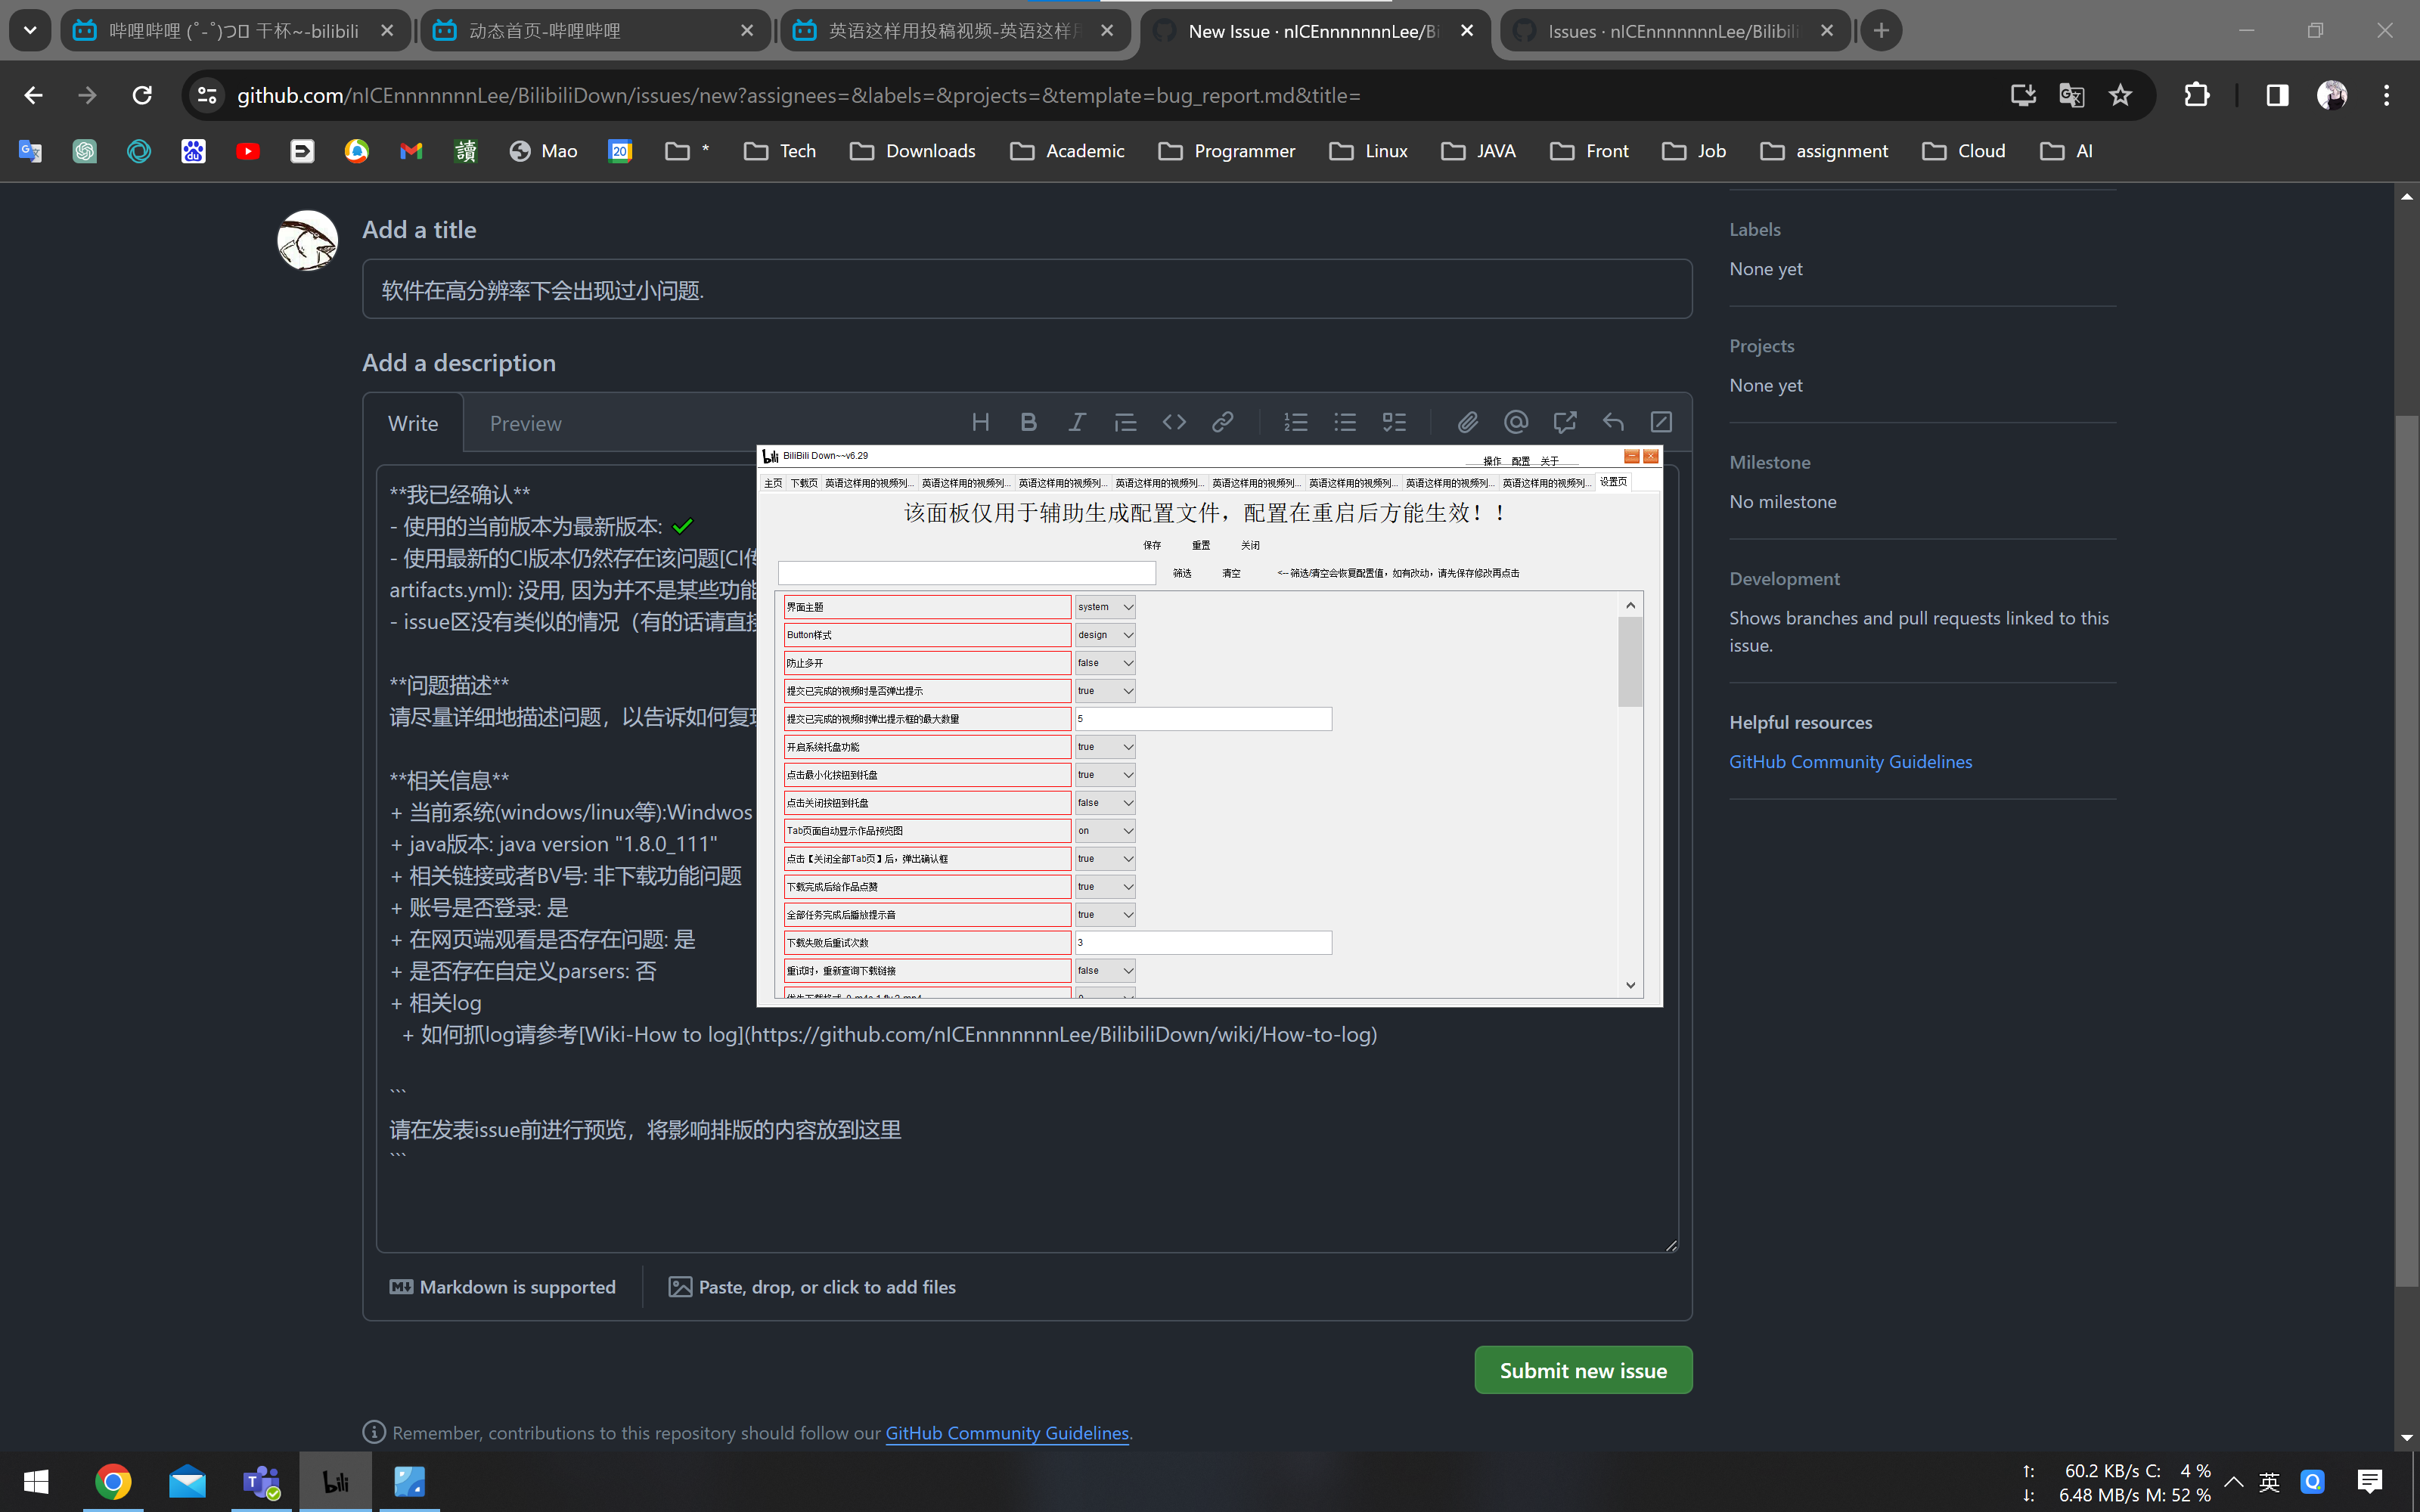 哔哩哔哩 (゜-゜)つロ 干杯~-bilibili
动态首页-哔哩哔哩
英语这样用投稿视频-英语这样
New Issue · nICEnnnnnnnLee/Bi
Issues · nICEnnnnnnnLee/Bilibili
github.com/nICEnnnnnnnLee/BilibiliDown/issues/new?assignees=&labels=&projects=&template=bug_report.md&title=
Mao
20
*
Tech
Downloads
Academic
Programmer
Linux
JAVA
Front
Job
assignment
Cloud
AI
Add a title
软件在高分辨率下会出现过小问题.
Add a description
Write
Preview
**我已经确认**
- 使用的当前版本为最新版本: ✔
- 使用最新的CI版本仍然存在该问题[CI
artifacts.yml): 没用, 因为并不是某些功能
- issue区没有类似的情况（有的话请直接
**问题描述**
请尽量详细地描述问题，以告诉如何复现
**相关信息**
+ 当前系统(windows/linux等):Windwos
+ java版本: java version "1.8.0_111"
+ 相关链接或者BV号: 非下载功能问题
+ 账号是否登录: 是
+ 在网页端观看是否存在问题: 是
+ 是否存在自定义parsers: 否
+ 相关log
+ 如何抓log请参考[Wiki-How to log](https://github.com/nICEnnnnnnnLee/BilibiliDown/wiki/How-to-log)
```
请在发表issue前进行预览，将影响排版的内容放到这里
```
Markdown is supported
Paste, drop, or click to add files
Submit new issue
Remember, contributions to this repository should follow our GitHub Community Guidelines.
Labels
None yet
Projects
None yet
Milestone
No milestone
Development
Shows branches and pull requests linked to this
issue.
Helpful resources
GitHub Community Guidelines
BiliBili Down~~v6.29
操作 配置 关于
主页 下载页 英语这样用的视频列... 英语这样用的视频列... 英语这样用的视频列... 英语这样用的视频列... 英语这样用的视频列... 英语这样用的视频列... 英语这样用的视频列... 英语这样用的视频列... 设置页
该面板仅用于辅助生成配置文件，配置在重启后方能生效！！
保存 重置 关闭
筛选 清空 <-- 筛选/清空会恢复配置值，如有改动，请先保存修改再点击
界面主题 system
Button样式 design
防止多开 false
提交已完成的视频时是否弹出提示 true
提交已完成的视频时弹出提示框的最大数量 5
开启系统托盘功能 true
点击最小化按钮到托盘 true
点击关闭按钮到托盘 false
Tab页面自动显示作品预览图 on
点击【关闭全部Tab页】后，弹出确认框 true
下载完成后给作品点赞 true
全部任务完成后播放提示音 true
下载失败后重试次数 3
重试时，重新查询下载链接 false
↑: 60.2 KB/s C: 4 %
↓: 6.48 MB/s M: 52 %
英